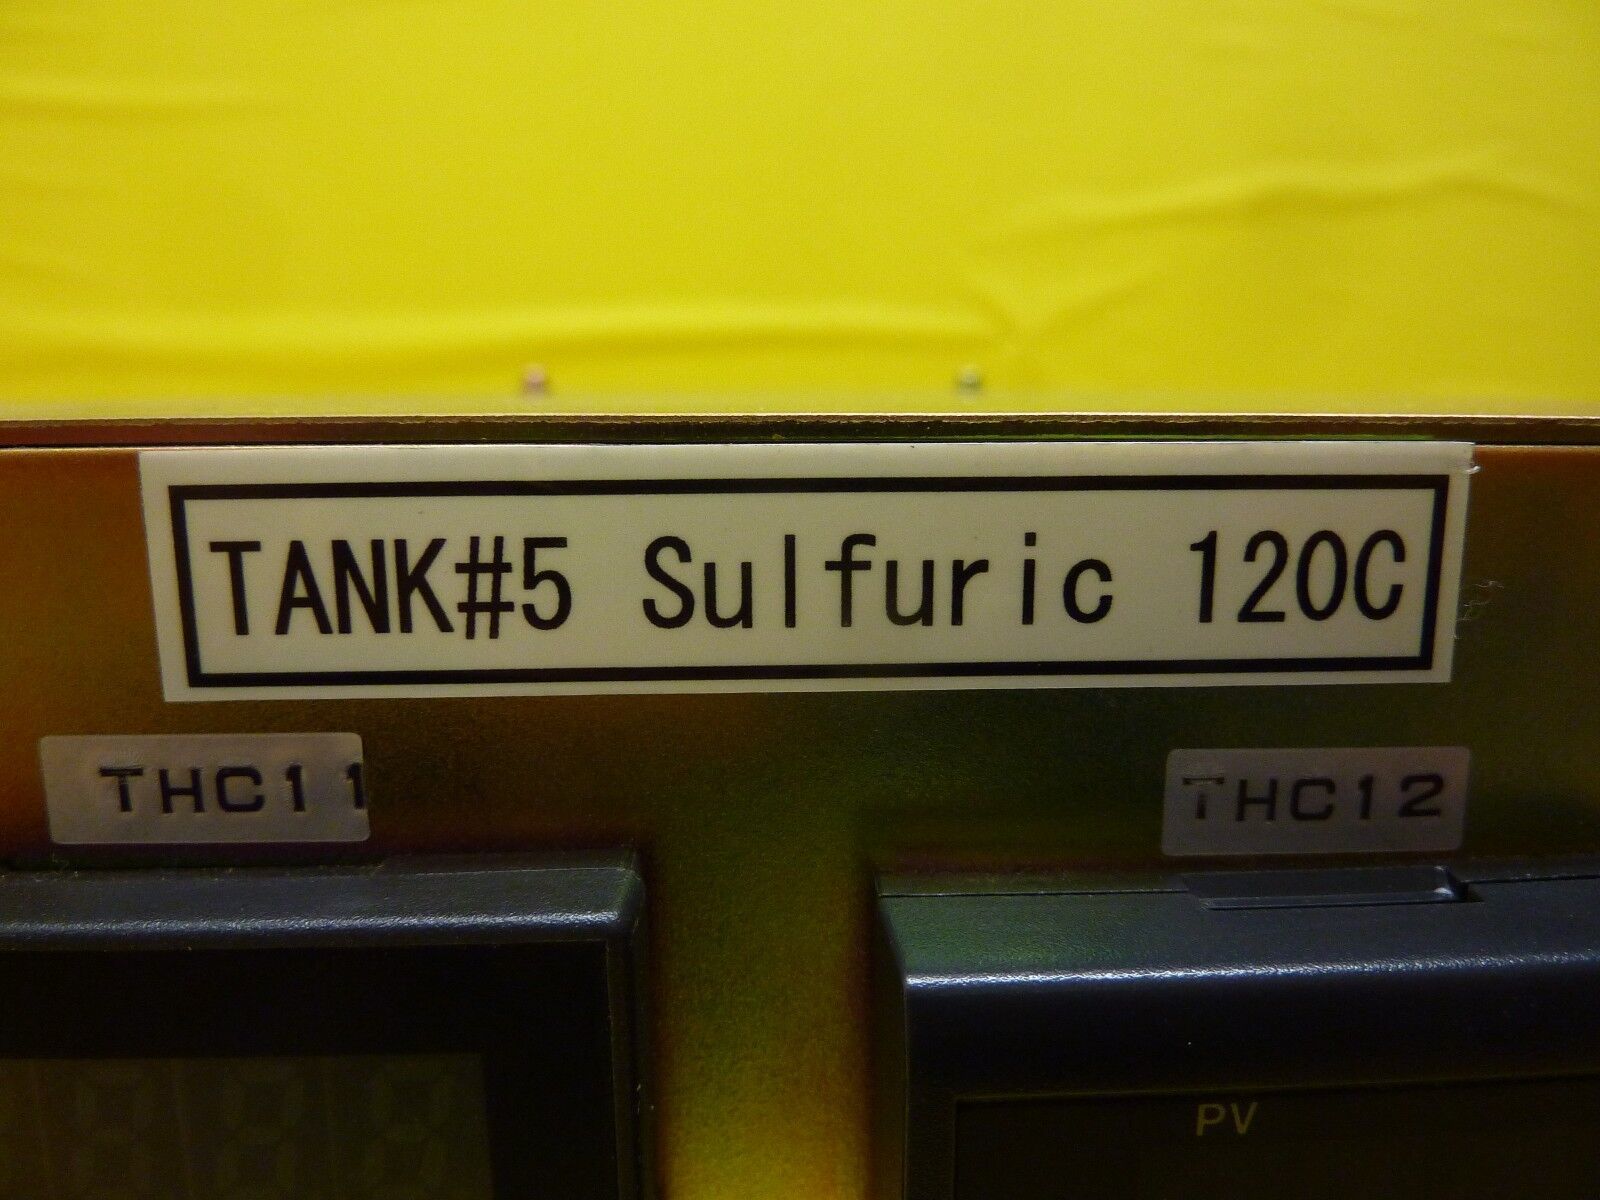 TANK#5 Sulfuric 120C
THC11 THC12
PV